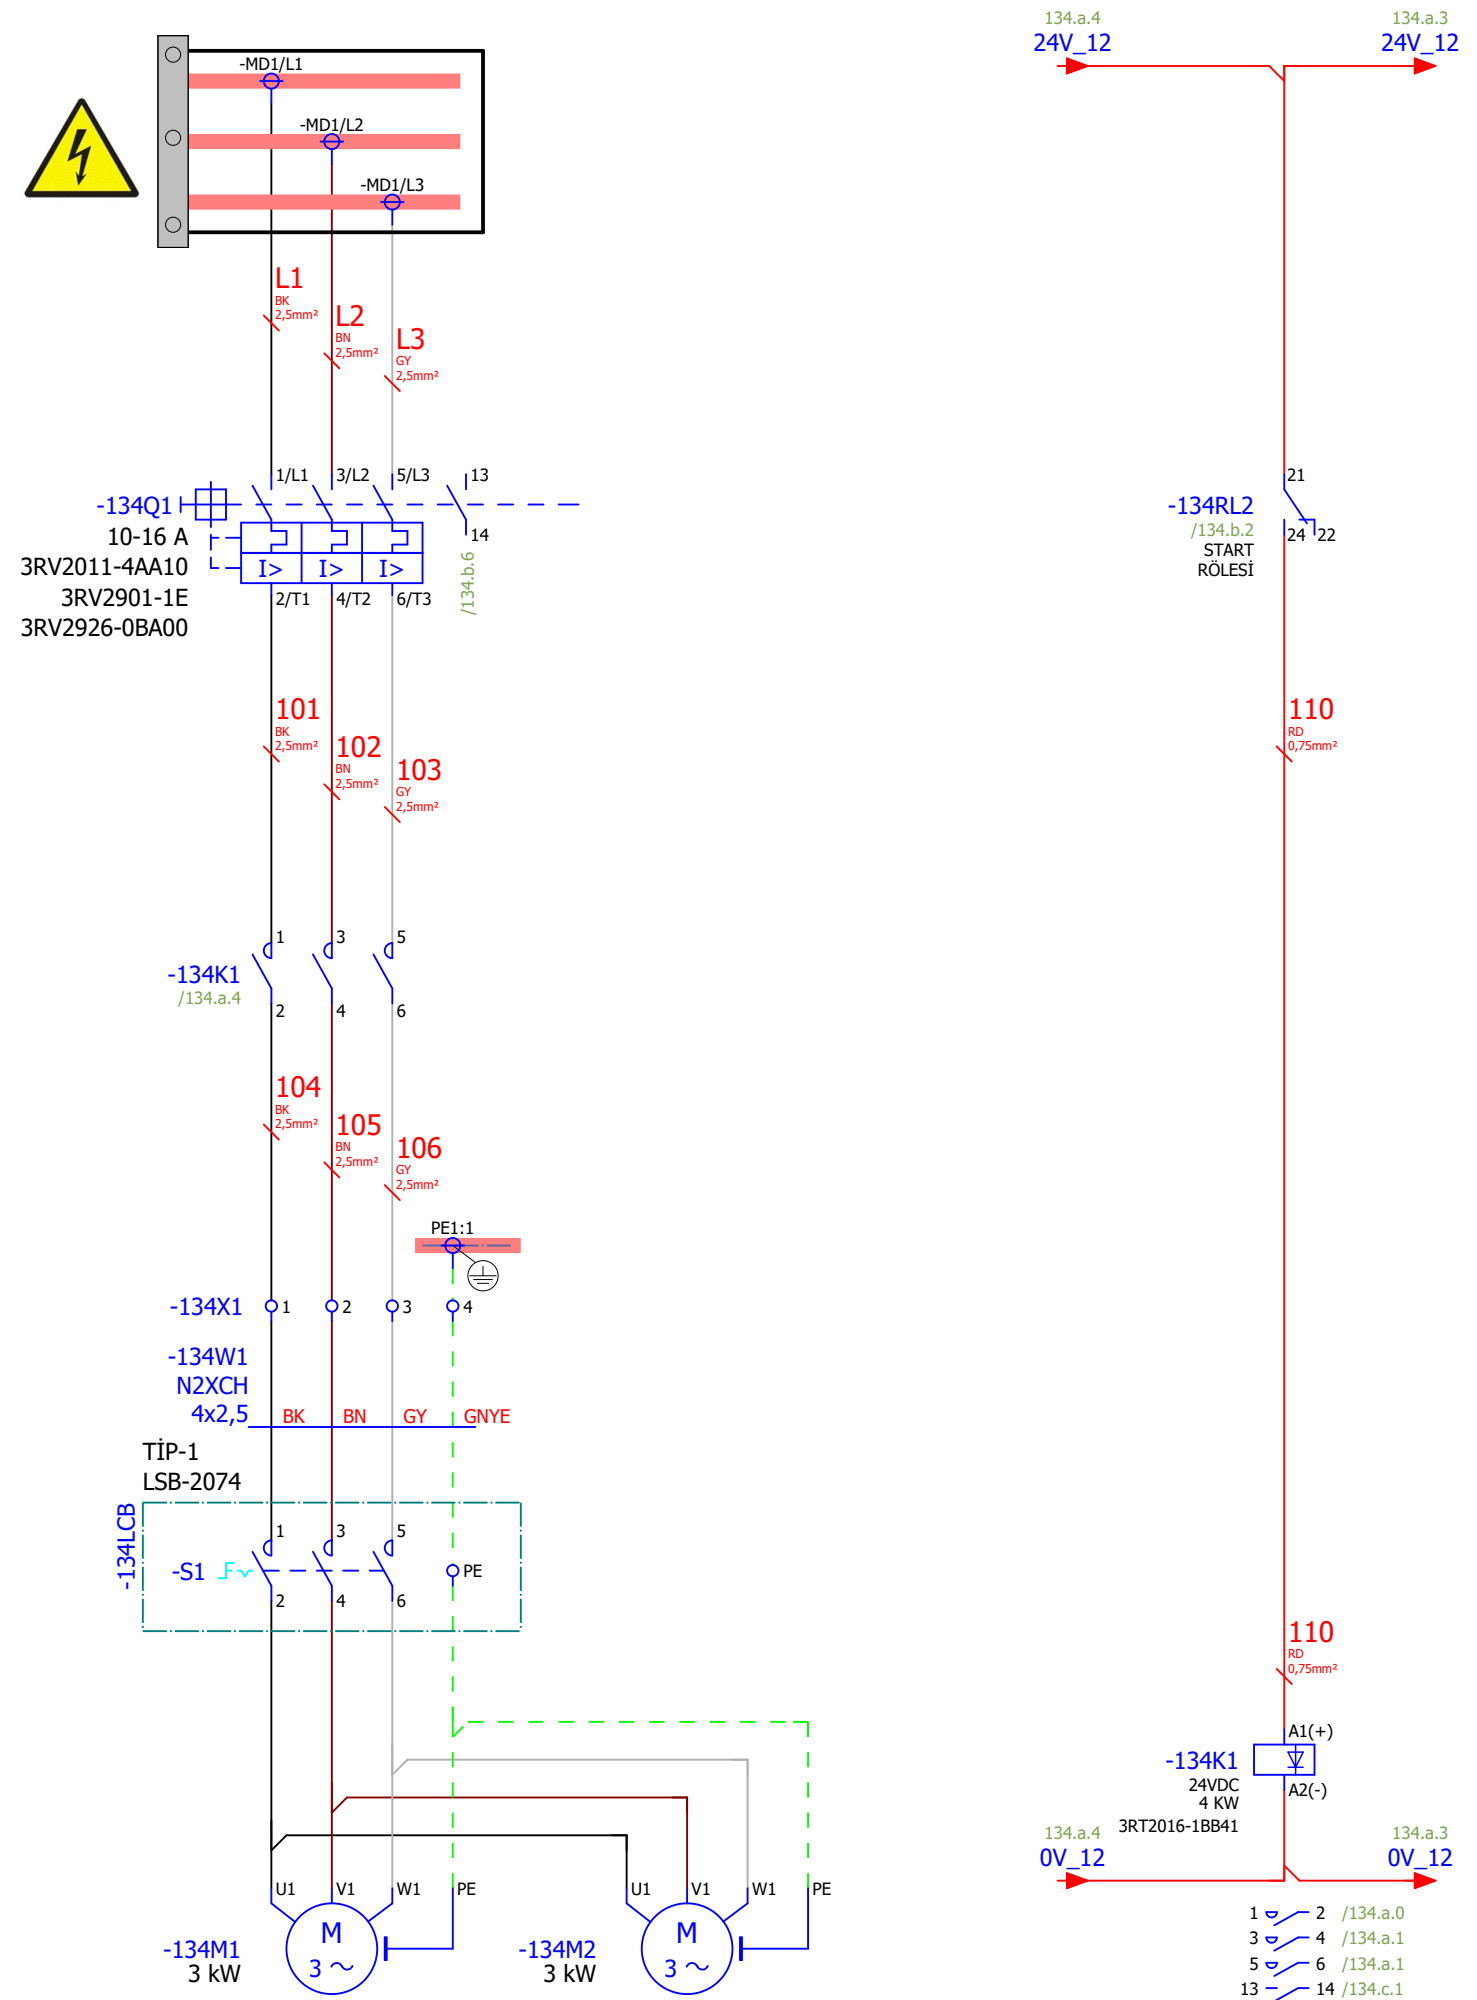 134.a.4
134.a.3
24V_12
24V_12
-MD1/L1
-MD1/L2
-MD1/L3
L1
BK
2,5mm²
L2
BN
2,5mm²
L3
GY
2,5mm²
1/L1
3/L2
5/L3
13
-134Q1
10-16 A
3RV2011-4AA10
3RV2901-1E
3RV2926-0BA00
14
I>
I>
I>
2/T1
4/T2
6/T3
/134.b.6
21
-134RL2
/134.b.2
START
RÖLESİ
24
22
101
BK
2,5mm²
102
BN
2,5mm²
103
GY
2,5mm²
110
RD
0,75mm²
1
3
5
-134K1
/134.a.4
2
4
6
104
BK
2,5mm²
105
BN
2,5mm²
106
GY
2,5mm²
PE1:1
-134X1
1
2
3
4
-134W1
N2XCH
4x2,5
BK
BN
GY
GNYE
TİP-1
LSB-2074
-134LCB
1
3
5
-S1
PE
2
4
6
110
RD
0,75mm²
A1(+)
-134K1
24VDC
4 KW
3RT2016-1BB41
A2(-)
134.a.4
134.a.3
0V_12
0V_12
U1
V1
W1
PE
U1
V1
W1
PE
-134M1
3 kW
M
3 ~
-134M2
3 kW
M
3 ~
1
2
/134.a.0
3
4
/134.a.1
5
6
/134.a.1
13
14
/134.c.1